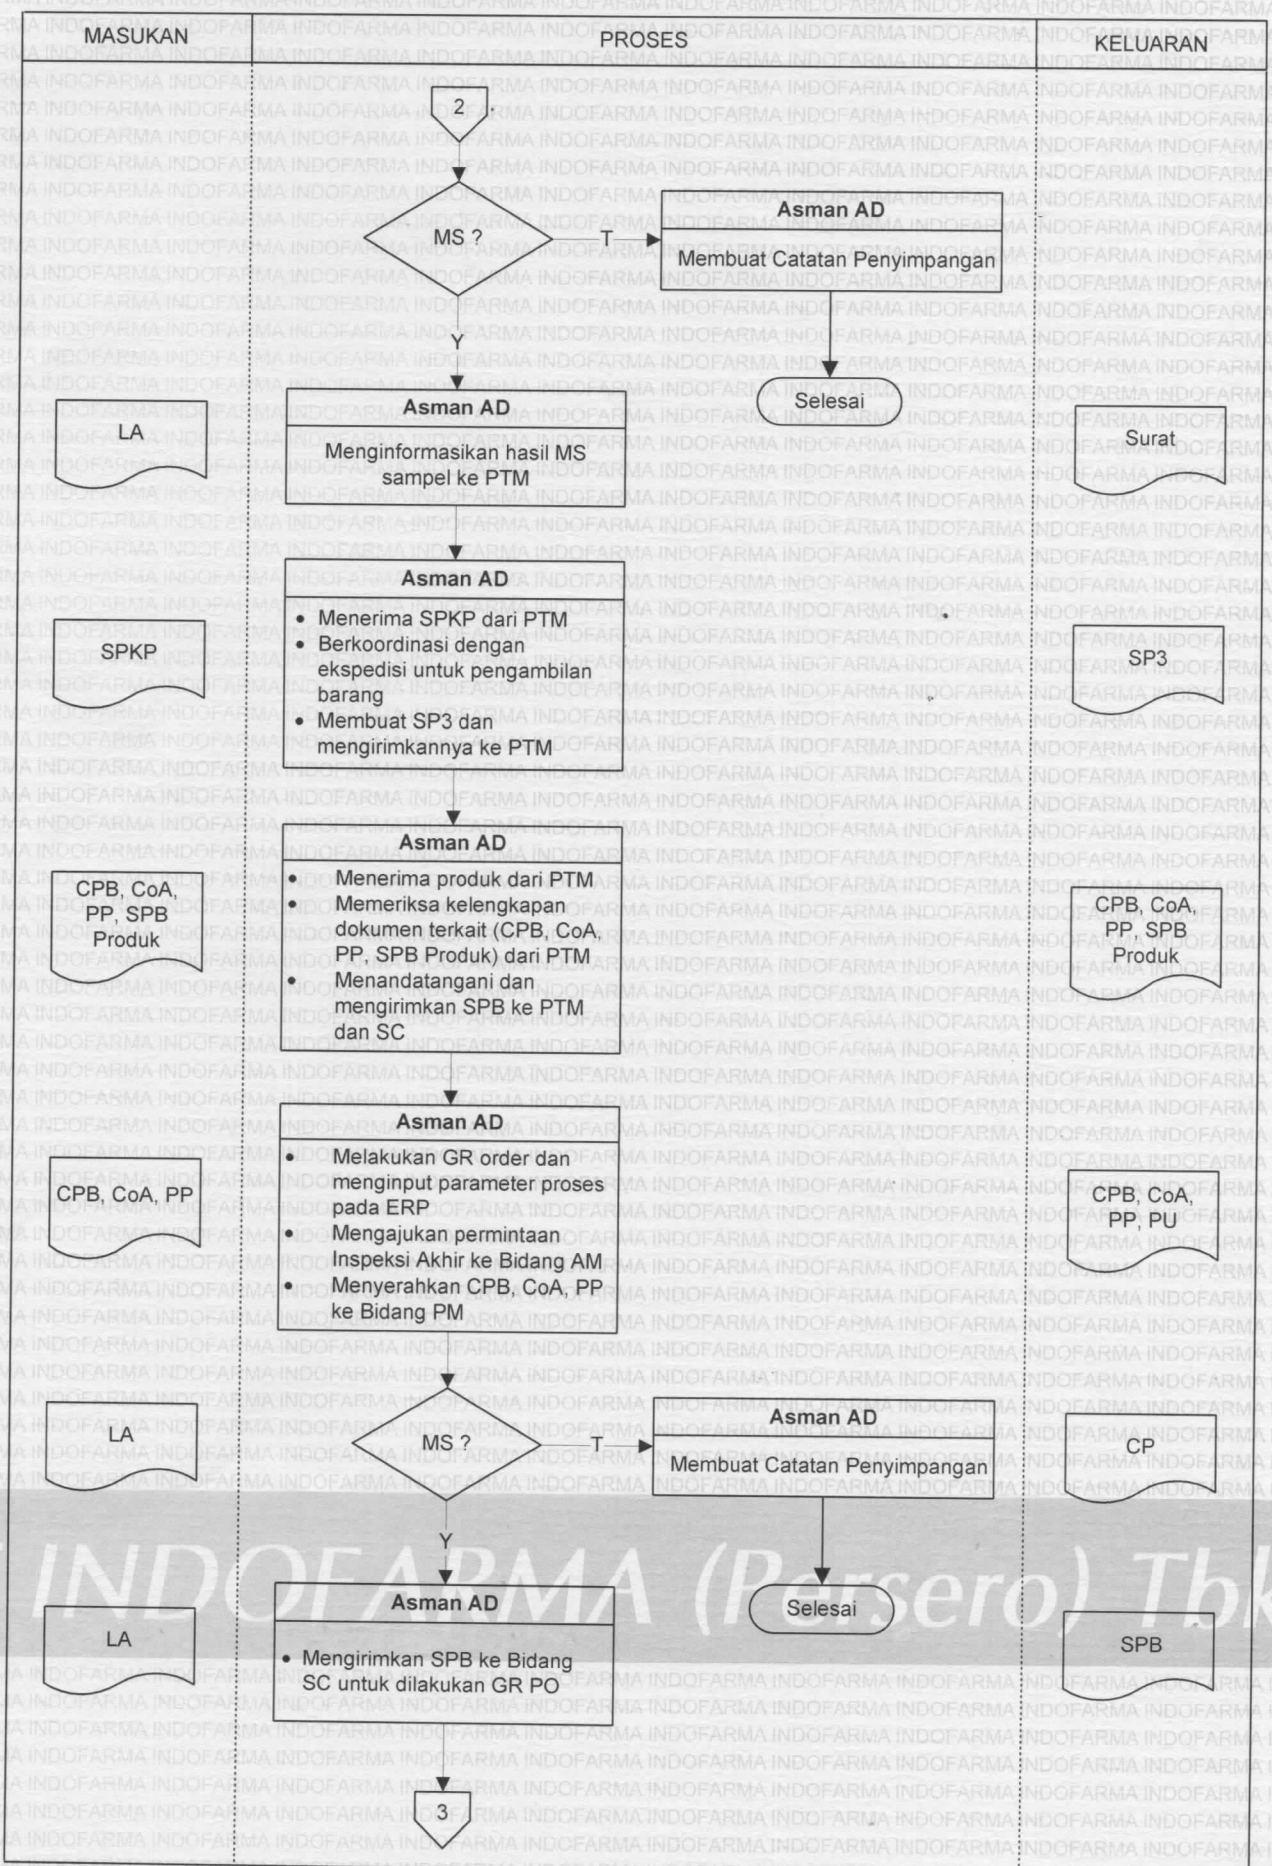 MASUKAN
PROSES
KELUARAN
2
MS ?
T
Asman AD
Membuat Catatan Penyimpangan
Y
Selesai
LA
Asman AD
Menginformasikan hasil MS
sampel ke PTM
Surat
SPKP
Asman AD
• Menerima SPKP dari PTM
• Berkoordinasi dengan
ekspedisi untuk pengambilan
barang
• Membuat SP3 dan
mengirimkannya ke PTM
SP3
CPB, CoA,
PP, SPB
Produk
Asman AD
• Menerima produk dari PTM
• Memeriksa kelengkapan
dokumen terkait (CPB, CoA,
PP, SPB Produk) dari PTM
• Menandatangani dan
mengirimkan SPB ke PTM
dan SC
CPB, CoA,
PP, SPB
Produk
CPB, CoA, PP
Asman AD
• Melakukan GR order dan
menginput parameter proses
pada ERP
• Mengajukan permintaan
Inspeksi Akhir ke Bidang AM
• Menyerahkan CPB, CoA, PP
ke Bidang PM
CPB, CoA,
PP, PU
LA
MS ?
T
Asman AD
Membuat Catatan Penyimpangan
CP
Y
Selesai
INDOFARMA (Persero) Tbk
LA
Asman AD
• Mengirimkan SPB ke Bidang
SC untuk dilakukan GR PO
SPB
3